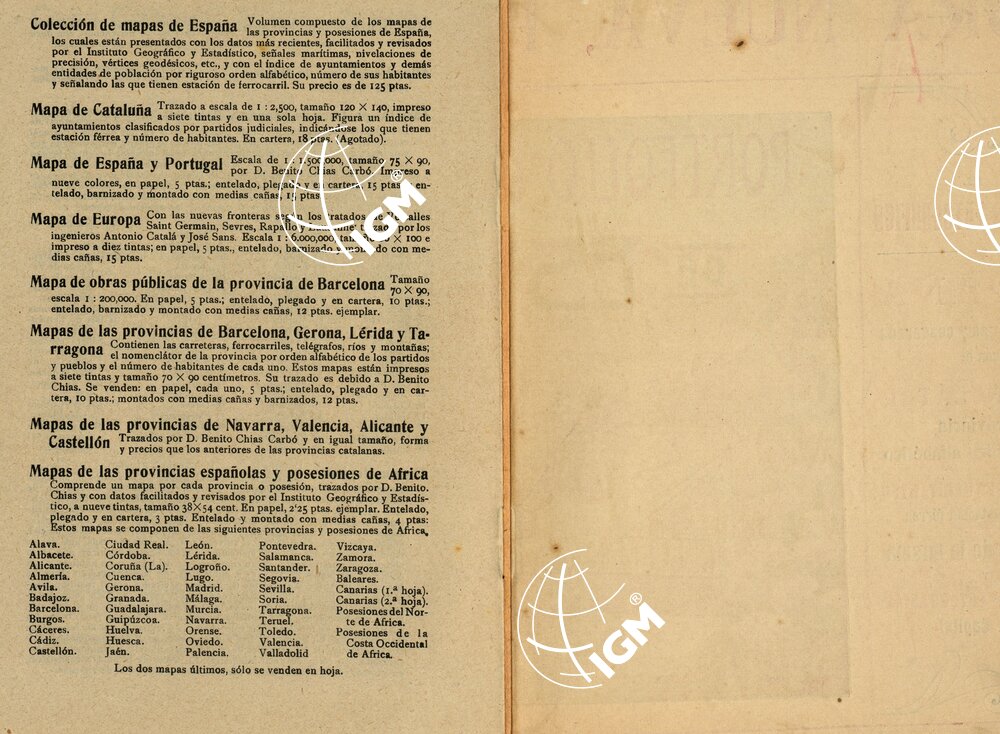 Colección de mapas de España Volumen compuesto de los mapas de
las provincias y posesiones de España,
los cuales están presentados con los datos más recientes, facilitados y revisados
por el Instituto Geográfico y Estadístico, señales marítimas, nivelaciones de
precisión, vértices geodésicos, etc., y con el índice de ayuntamientos y demás
entidades de población por riguroso orden alfabético, número de sus habitantes
y señalando las que tienen estación de ferrocarril. Su precio es de 125 ptas.
Mapa de Cataluña Trazado a escala de 1 : 2,500, tamaño 120 × 140, impreso
a siete tintas y en una sola hoja. Figura un índice de
ayuntamientos clasificados por partidos judiciales, indicándose los que tienen
estación férrea y número de habitantes. En cartera, 18 ptas. (Agotado).
Mapa de España y Portugal Escala de 1 : 1.500,000, tamaño 75 × 90,
por D. Benito Chias Carbó. Impreso a
nueve colores, en papel, 5 ptas.; entelado, plegado y en cartera, 15 ptas.; en-
telado, barnizado y montado con medias cañas, 15 ptas.
Mapa de Europa Con las nuevas fronteras según los tratados de Versalles
Saint Germain, Sevres, Rapallo y por los
ingenieros Antonio Catalá y José Sans. Escala 1 : 6.000,000, × 100 e
impreso a diez tintas; en papel, 5 ptas., entelado, barnizado y montado con me-
dias cañas, 15 ptas.
Mapa de obras públicas de la provincia de Barcelona Tamaño
70 × 90,
escala 1 : 200,000. En papel, 5 ptas.; entelado, plegado y en cartera, 10 ptas.;
entelado, barnizado y montado con medias cañas, 12 ptas. ejemplar.
Mapas de las provincias de Barcelona, Gerona, Lérida y Ta-
rragona Contienen las carreteras, ferrocarriles, telégrafos, ríos y montañas;
el nomenclátor de la provincia por orden alfabético de los partidos
y pueblos y el número de habitantes de cada uno. Estos mapas están impresos
a siete tintas y tamaño 70 × 90 centímetros. Su trazado es debido a D. Benito
Chias. Se venden: en papel, cada uno, 5 ptas.; entelado, plegado y en car-
tera, 10 ptas.; montados con medias cañas y barnizados, 12 ptas.
Mapas de las provincias de Navarra, Valencia, Alicante y
Castellón Trazados por D. Benito Chias Carbó y en igual tamaño, forma
y precios que los anteriores de las provincias catalanas.
Mapas de las provincias españolas y posesiones de Africa
Comprende un mapa por cada provincia o posesión, trazados por D. Benito.
Chias y con datos facilitados y revisados por el Instituto Geográfico y Estadís-
tico, a nueve tintas, tamaño 38×54 cent. En papel, 2'25 ptas. ejemplar. Entelado,
plegado y en cartera, 3 ptas. Entelado y montado con medias cañas, 4 ptas:
Estos mapas se componen de las siguientes provincias y posesiones de Africa.
Alava.
Albacete.
Alicante.
Almería.
Avila.
Badajoz.
Barcelona.
Burgos.
Cáceres.
Cádiz.
Castellón.
Ciudad Real.
Córdoba.
Coruña (La).
Cuenca.
Gerona.
Granada.
Guadalajara.
Guipúzcoa.
Huelva.
Huesca.
Jaén.
León.
Lérida.
Logroño.
Lugo.
Madrid.
Málaga.
Murcia.
Navarra.
Orense.
Oviedo.
Palencia.
Pontevedra.
Salamanca.
Santander.
Segovia.
Sevilla.
Soria.
Tarragona.
Teruel.
Toledo.
Valencia.
Valladolid
Vizcaya.
Zamora.
Zaragoza.
Baleares.
Canarias (1.ª hoja).
Canarias (2.ª hoja).
Posesiones del Nor-
te de Africa.
Posesiones de la
Costa Occidental
de Africa.
Los dos mapas últimos, sólo se venden en hoja.
IGM®
IGM®